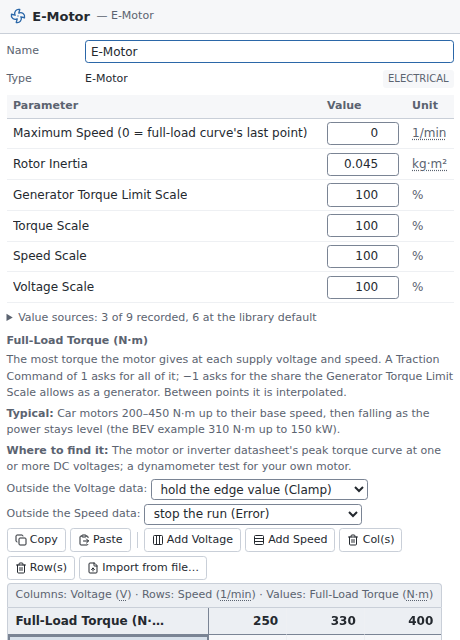 E-Motor — E-Motor
Name E-Motor
Type E-Motor ELECTRICAL
Parameter Value Unit
Maximum Speed (0 = full-load curve's last point) 0 1/min
Rotor Inertia 0.045 kg·m²
Generator Torque Limit Scale 100 %
Torque Scale 100 %
Speed Scale 100 %
Voltage Scale 100 %
Value sources: 3 of 9 recorded, 6 at the library default
Full-Load Torque (N·m)
The most torque the motor gives at each supply voltage and speed. A Traction
Command of 1 asks for all of it; −1 asks for the share the Generator Torque Limit
Scale allows as a generator. Between points it is interpolated.
Typical: Car motors 200–450 N·m up to their base speed, then falling as the
power stays level (the BEV example 310 N·m up to 150 kW).
Where to find it: The motor or inverter datasheet's peak torque curve at one
or more DC voltages; a dynamometer test for your own motor.
Outside the Voltage data: hold the edge value (Clamp)
Outside the Speed data: stop the run (Error)
Copy Paste Add Voltage Add Speed Col(s)
Row(s) Import from file…
Columns: Voltage (V) · Rows: Speed (1/min) · Values: Full-Load Torque (N·m)
Full-Load Torque (N·… 250 330 400